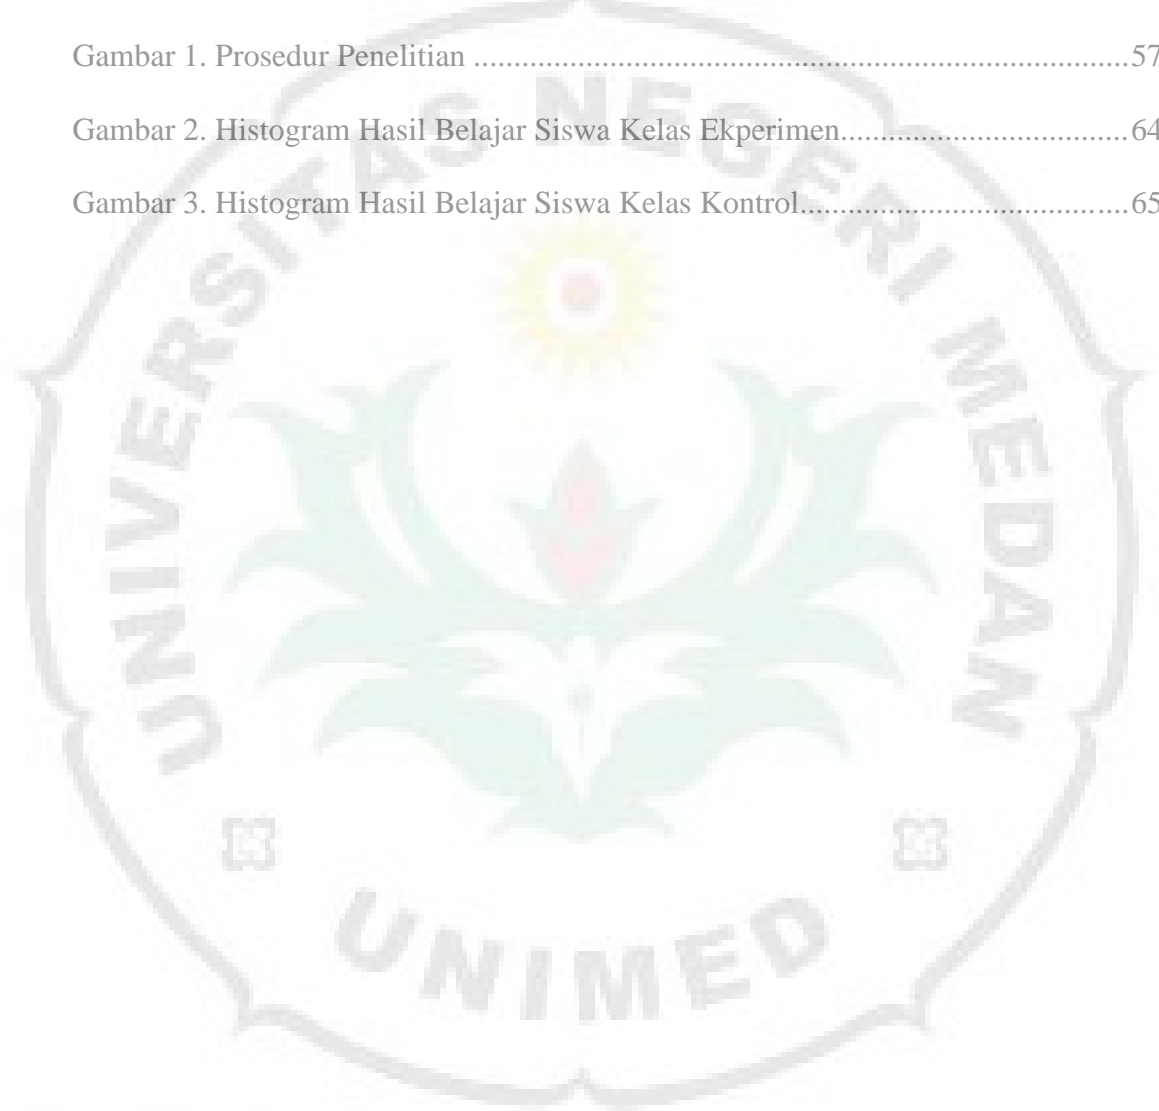 Gambar 1. Prosedur Penelitian ....................................................................57
Gambar 2. Histogram Hasil Belajar Siswa Kelas Ekperimen..............................64
Gambar 3. Histogram Hasil Belajar Siswa Kelas Kontrol..................................65
UNIVERSITAS NEGERI MEDAN
UNIMED